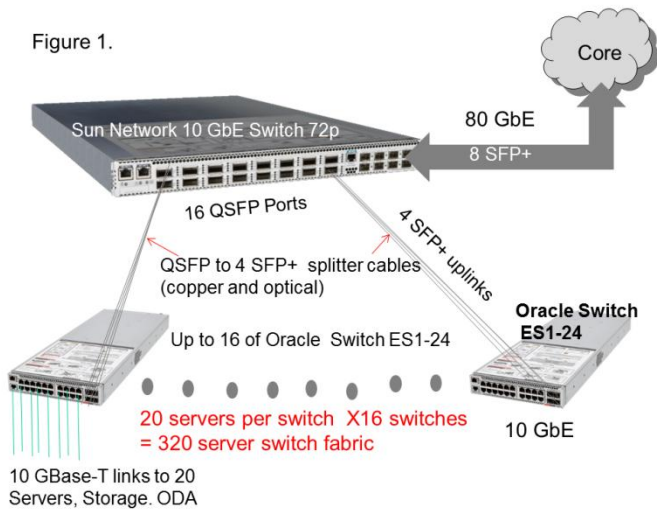 Figure 1.
Core
Sun Network 10 GbE Switch 72p
80 GbE
8 SFP+
16 QSFP Ports
QSFP to 4 SFP+ splitter cables
(copper and optical)
4 SFP+ uplinks
Oracle Switch
ES1-24
Up to 16 of Oracle Switch ES1-24
20 servers per switch X16 switches
= 320 server switch fabric
10 GbE
10 GBase-T links to 20
Servers, Storage. ODA